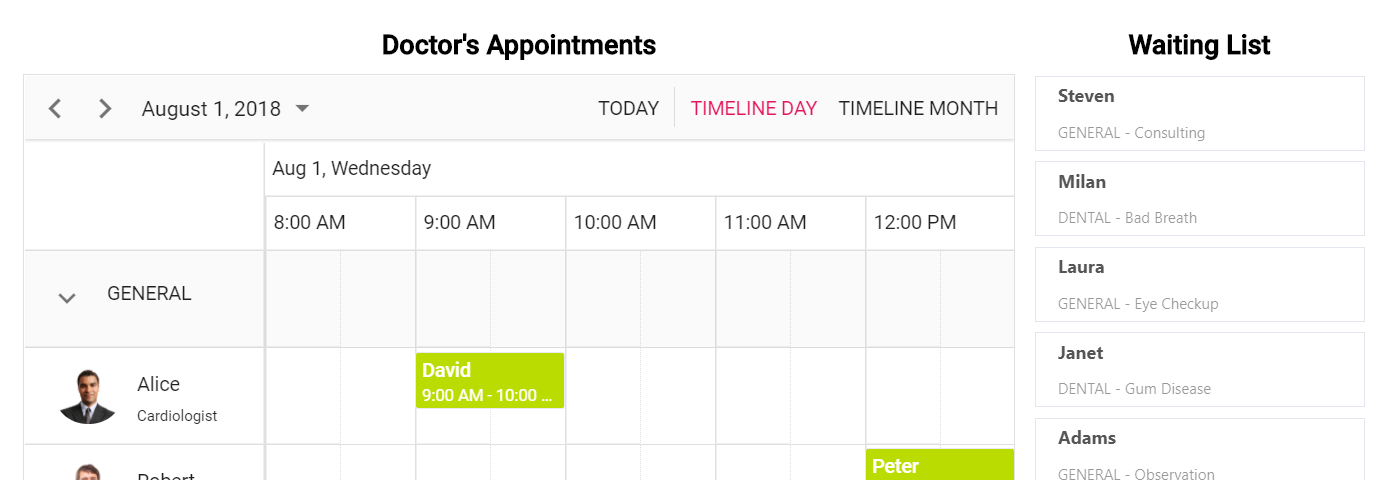 Doctor's Appointments
August 1, 2018
TODAY
TIMELINE DAY
TIMELINE MONTH
Aug 1, Wednesday
8:00 AM
9:00 AM
10:00 AM
11:00 AM
12:00 PM
GENERAL
Alice
Cardiologist
David
9:00 AM - 10:00 ...
Robert
Peter
Waiting List
Steven
GENERAL - Consulting
Milan
DENTAL - Bad Breath
Laura
GENERAL - Eye Checkup
Janet
DENTAL - Gum Disease
Adams
GENERAL - Observation